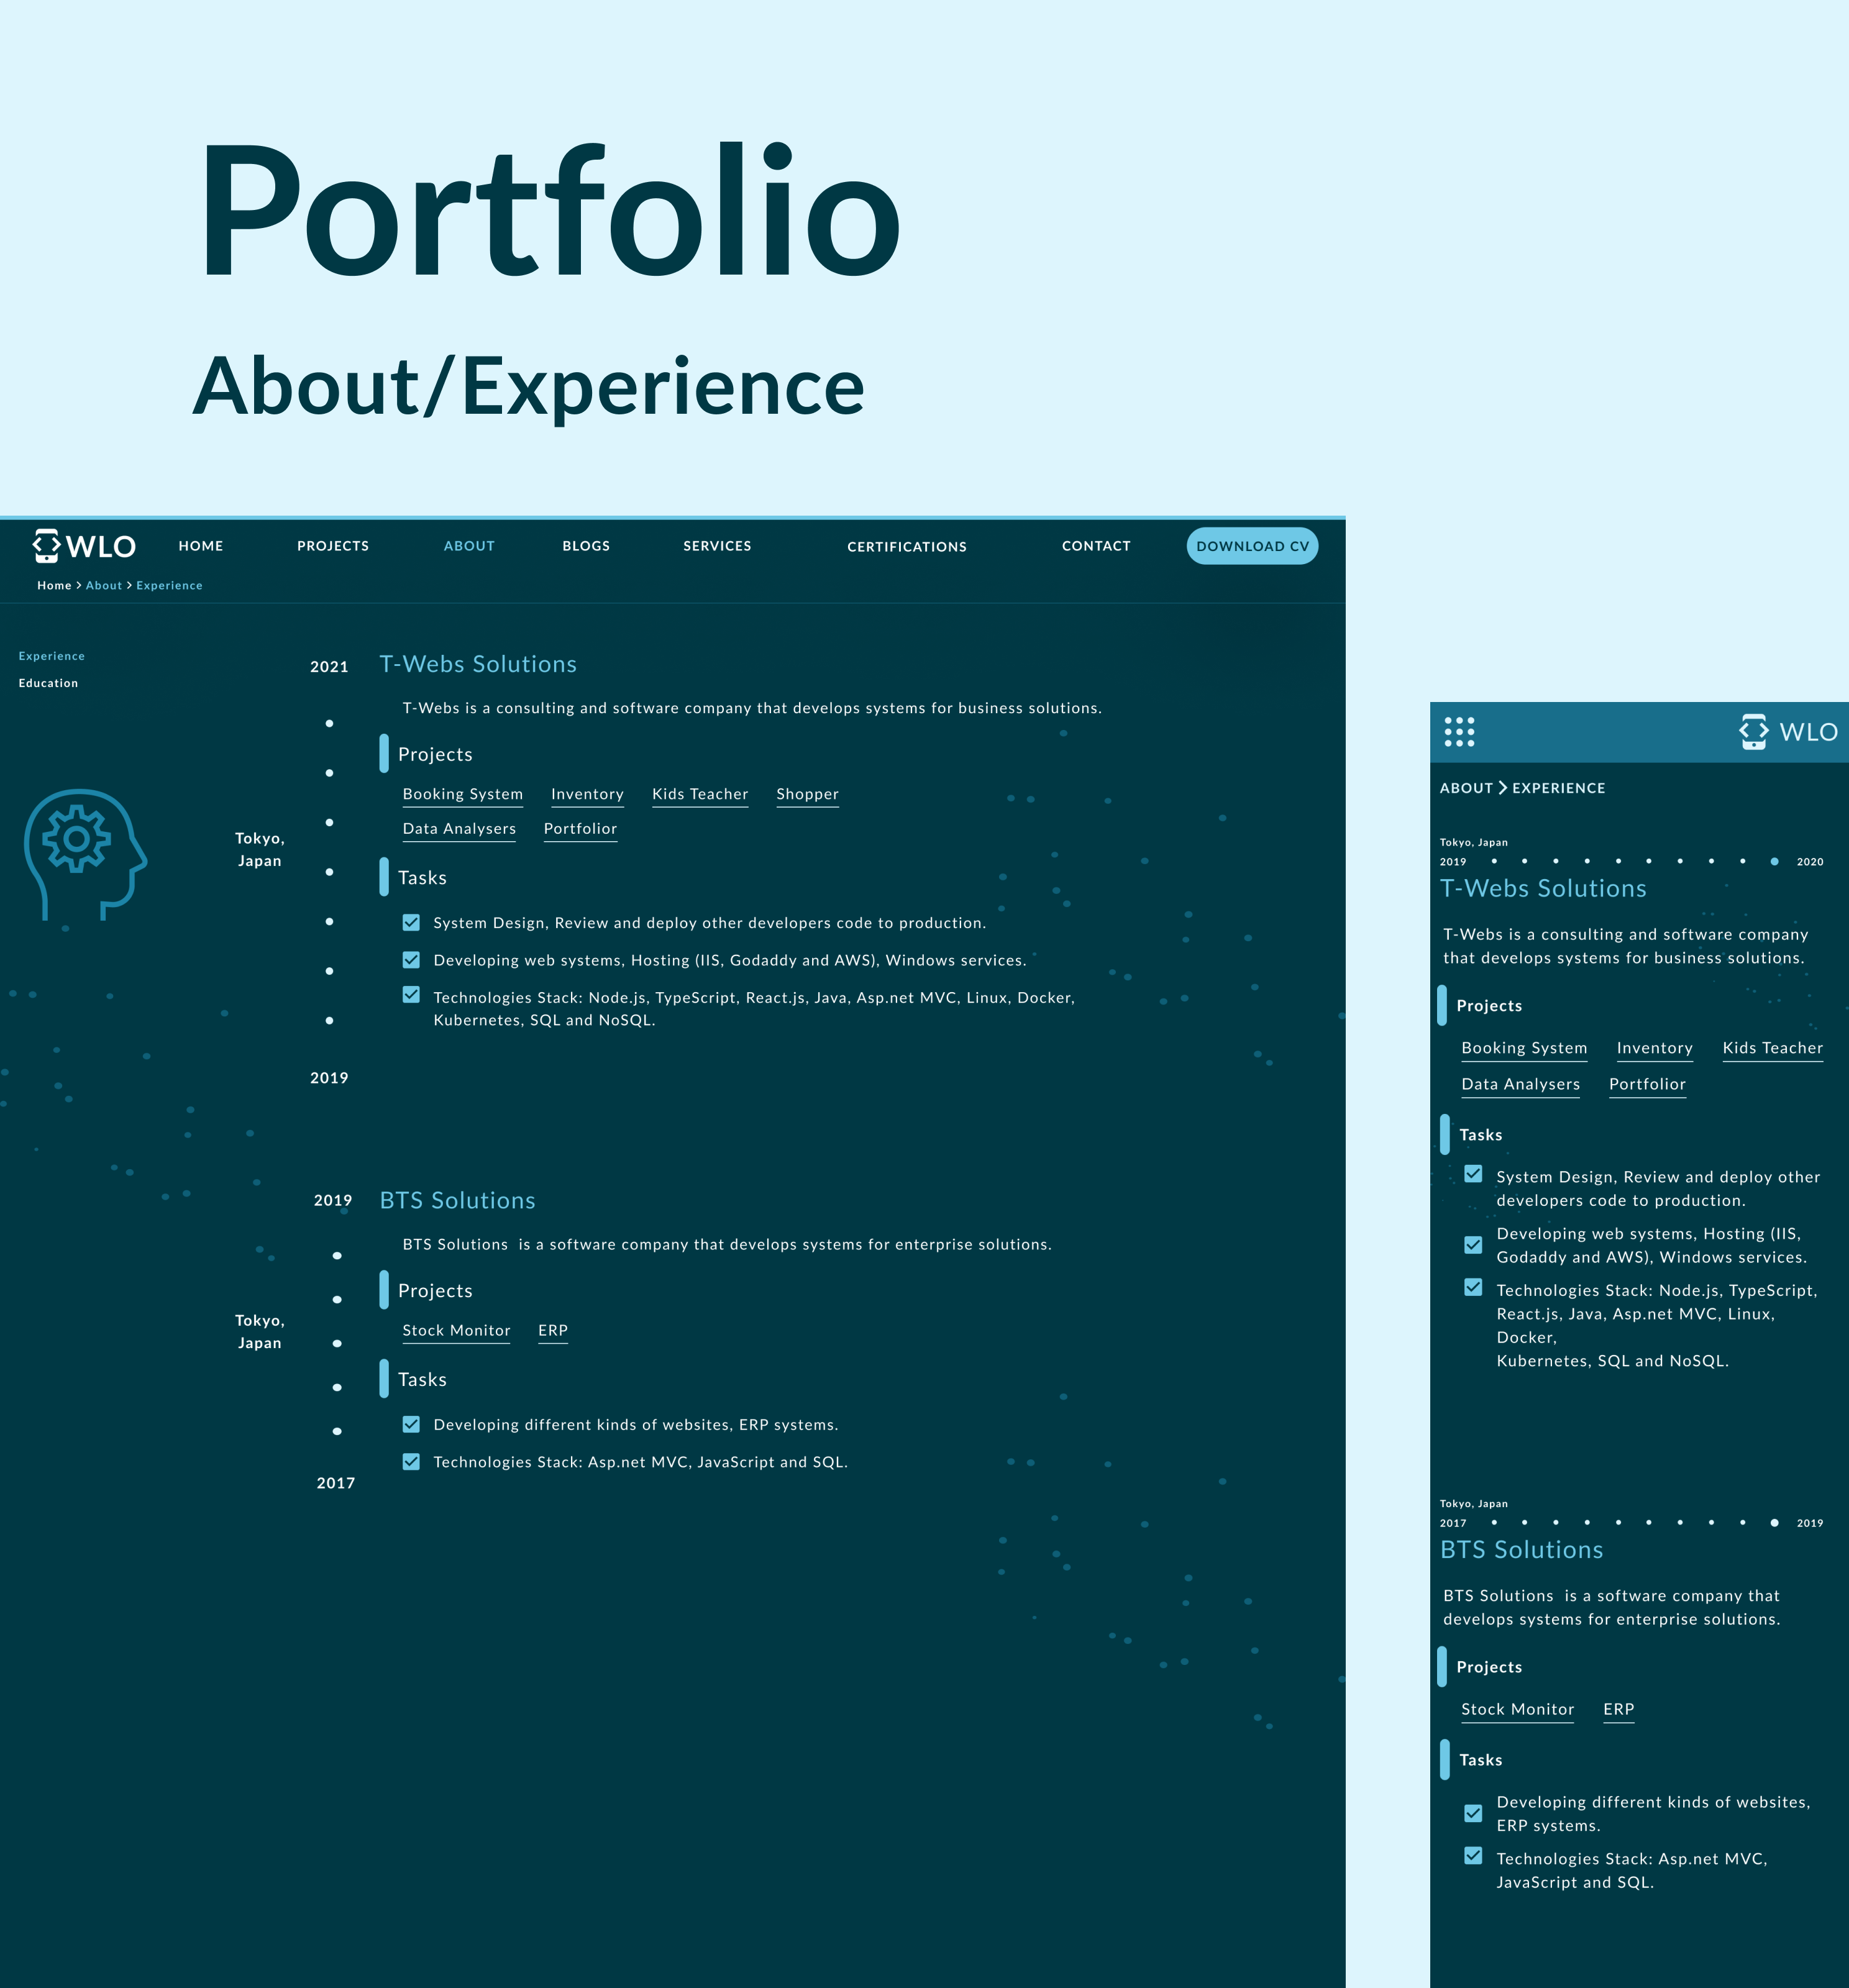 Portfolio
About/Experience
WLO
HOME PROJECTS ABOUT BLOGS SERVICES CERTIFICATIONS CONTACT DOWNLOAD CV
Home > About > Experience
Experience
Education
2021
T-Webs Solutions
T-Webs is a consulting and software company that develops systems for business solutions.
Projects
Booking System Inventory Kids Teacher Shopper
Data Analysers Portfolior
Tokyo,
Japan
Tasks
System Design, Review and deploy other developers code to production.
Developing web systems, Hosting (IIS, Godaddy and AWS), Windows services.
Technologies Stack: Node.js, TypeScript, React.js, Java, Asp.net MVC, Linux, Docker,
Kubernetes, SQL and NoSQL.
2019
2019
BTS Solutions
BTS Solutions  is a software company that develops systems for enterprise solutions.
Projects
Stock Monitor ERP
Tokyo,
Japan
Tasks
Developing different kinds of websites, ERP systems.
Technologies Stack: Asp.net MVC, JavaScript and SQL.
2017
WLO
ABOUT > EXPERIENCE
Tokyo, Japan
2019 2020
T-Webs Solutions
T-Webs is a consulting and software company
that develops systems for business solutions.
Projects
Booking System Inventory Kids Teacher
Data Analysers Portfolior
Tasks
System Design, Review and deploy other
developers code to production.
Developing web systems, Hosting (IIS,
Godaddy and AWS), Windows services.
Technologies Stack: Node.js, TypeScript,
React.js, Java, Asp.net MVC, Linux,
Docker,
Kubernetes, SQL and NoSQL.
Tokyo, Japan
2017 2019
BTS Solutions
BTS Solutions  is a software company that
develops systems for enterprise solutions.
Projects
Stock Monitor ERP
Tasks
Developing different kinds of websites,
ERP systems.
Technologies Stack: Asp.net MVC,
JavaScript and SQL.